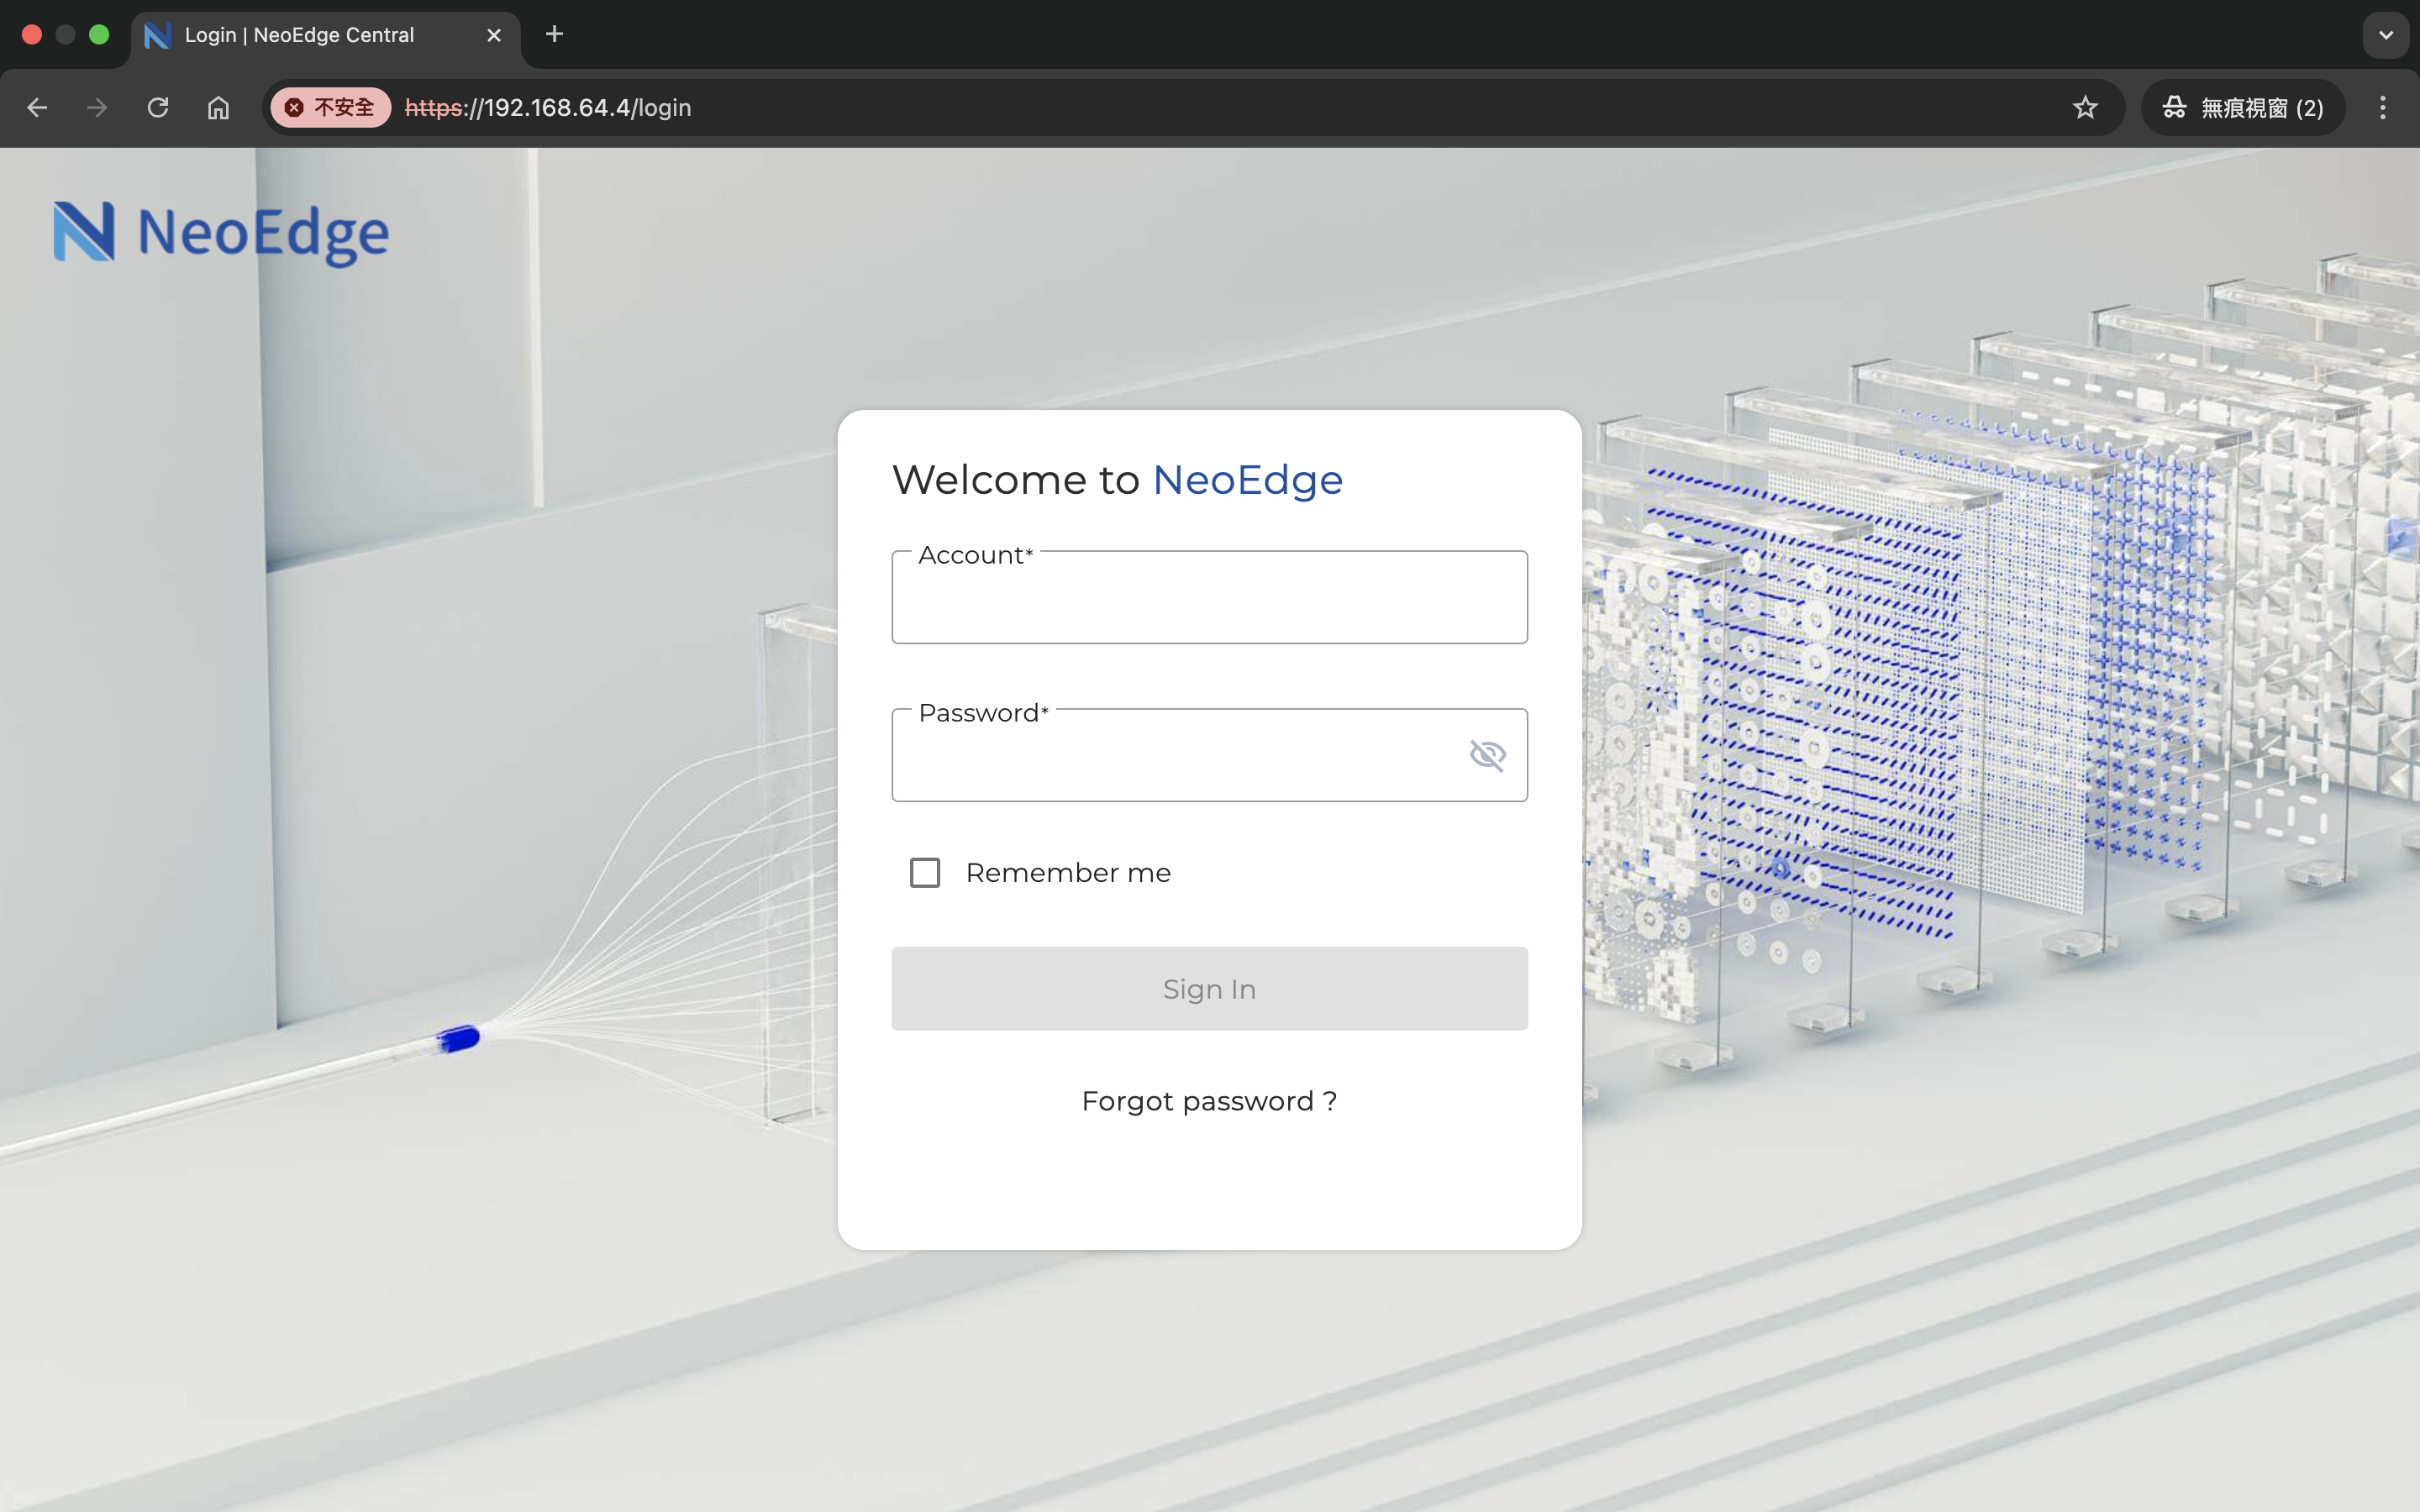 Login | NeoEdge Central
不安全 https://192.168.64.4/login 無痕視窗 (2)
NeoEdge
Welcome to NeoEdge
Account*
Password*
Remember me
Sign In
Forgot password ?